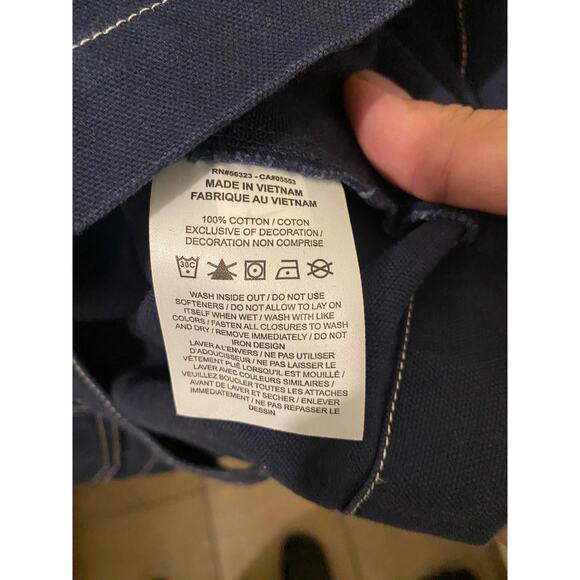 RN#56323 - CA#05553
MADE IN VIETNAM
FABRIQUE AU VIETNAM
100% COTTON / COTON
EXCLUSIVE OF DECORATION /
DECORATION NON COMPRISE
30C
WASH INSIDE OUT / DO NOT USE
SOFTENERS / DO NOT ALLOW TO LAY ON
ITSELF WHEN WET / WASH WITH LIKE
COLORS / FASTEN ALL CLOSURES TO WASH
AND DRY / REMOVE IMMEDIATELY / DO NOT
IRON DESIGN
LAVER A L'ENVERS / NE PAS UTILISER
D'ADOUCISSEUR / NE PAS LAISSER LE
VÊTEMENT PLIÉ LORSQU'IL EST MOUILLÉ /
LAVER AVEC COULEURS SIMILAIRES /
VEUILLEZ BOUCLER TOUTES LES ATTACHES
AVANT DE LAVER ET SECHER / ENLEVER
IMMÉDIATEMENT / NE PAS REPASSER LE
DESSIN